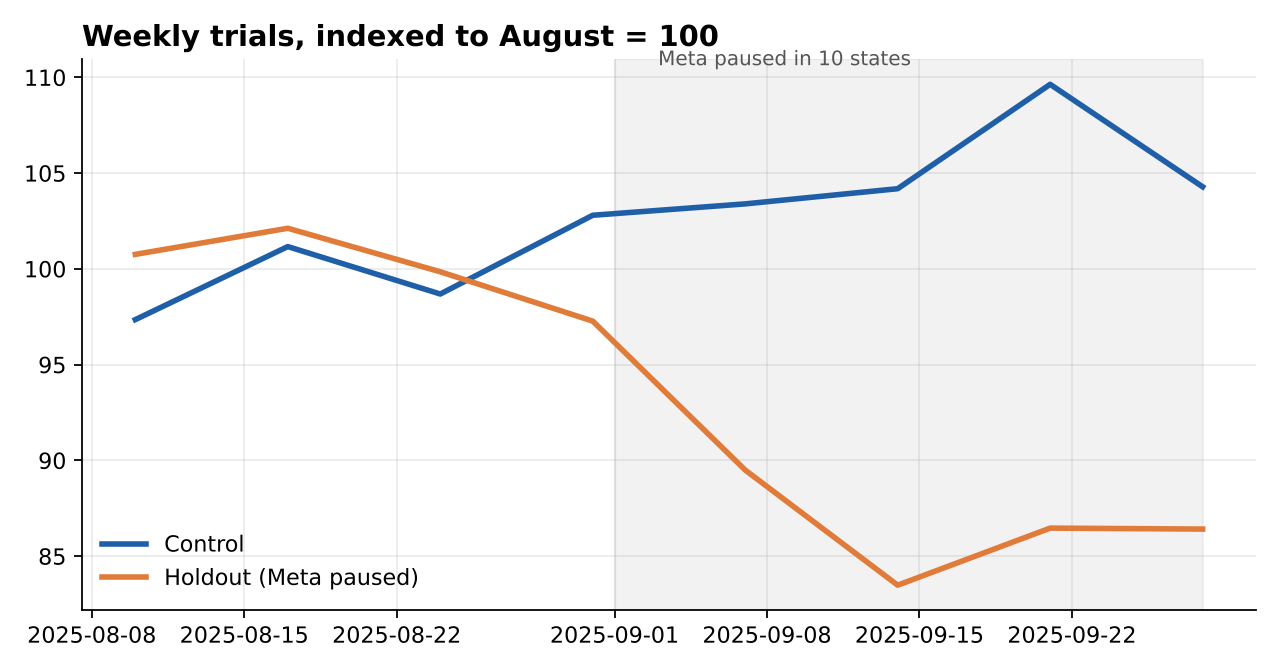 Weekly trials, indexed to August = 100
Meta paused in 10 states
110
105
100
95
90
85
Control
Holdout (Meta paused)
2025-08-08 2025-08-15 2025-08-22 2025-09-01 2025-09-08 2025-09-15 2025-09-22